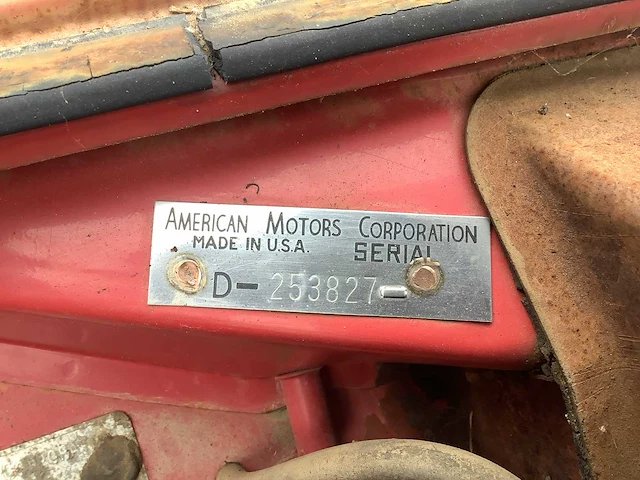 AMERICAN MOTORS CORPORATION
MADE IN U.S.A. SERIAL
D-253827-